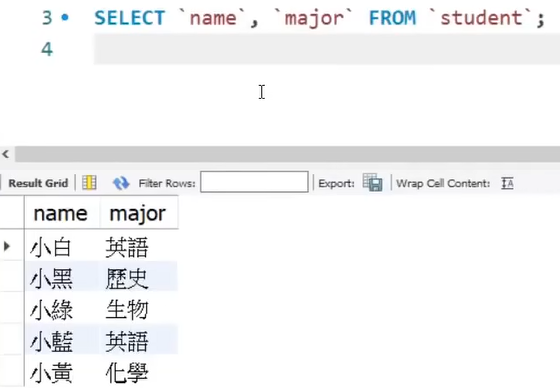 3 SELECT `name`, `major` FROM `student`;
4
Result Grid Filter Rows: Export: Wrap Cell Content:
name major
小白 英語
小黑 歷史
小綠 生物
小藍 英語
小黃 化學